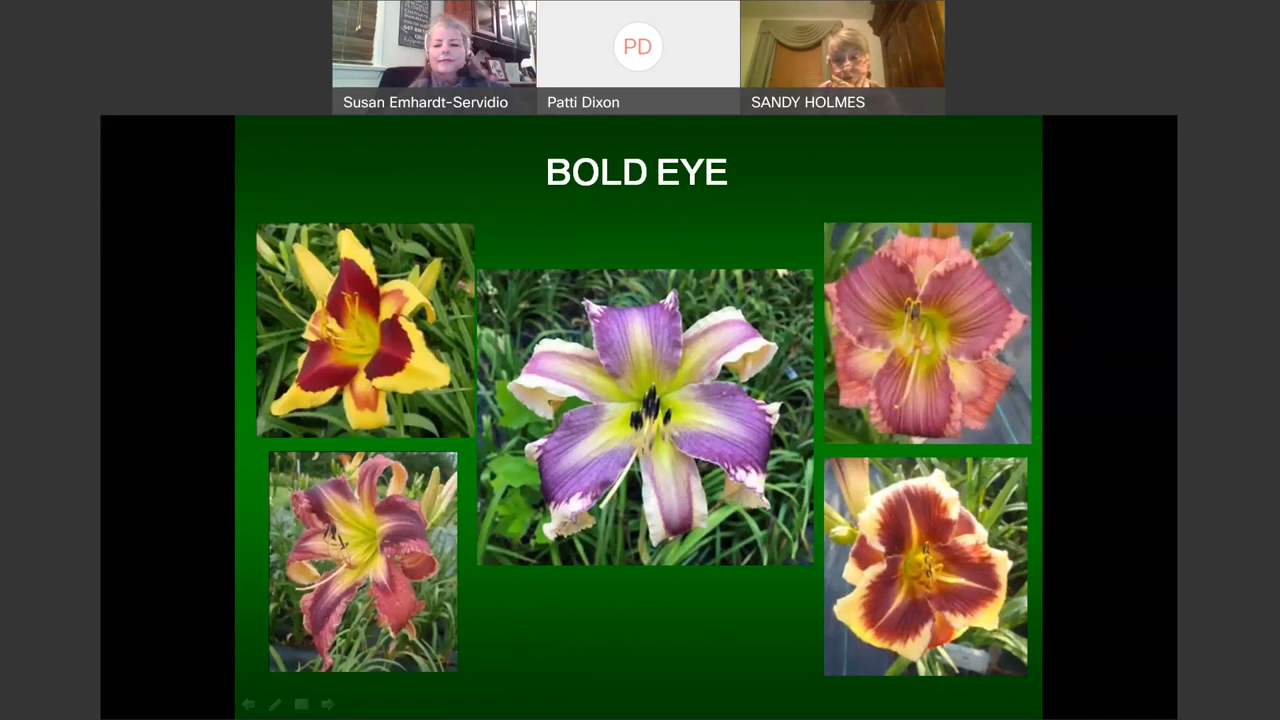 PD
Susan Emhardt-Servidio
Patti Dixon
SANDY HOLMES
BOLD EYE